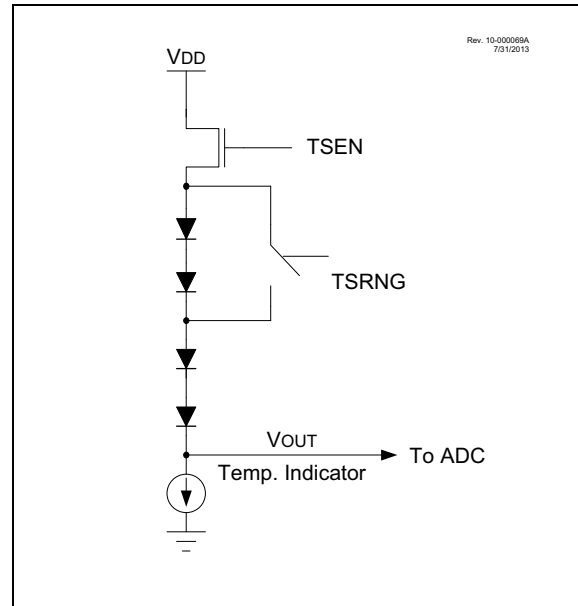 Rev. 10-000069A
7/31/2013
VDD
TSEN
TSRNG
VOUT
Temp. Indicator
To ADC